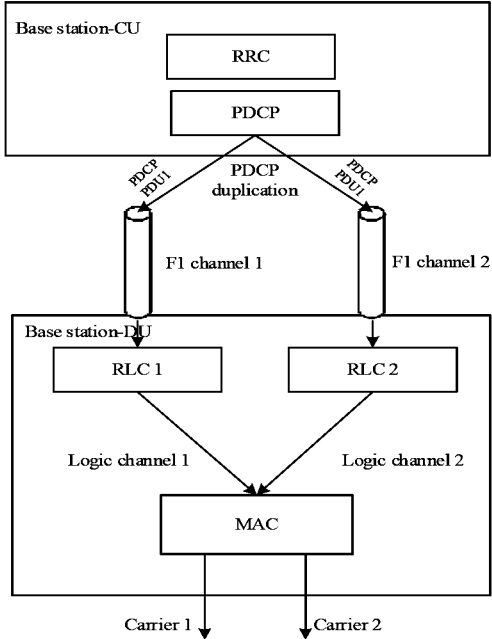 Base station-CU
RRC
PDCP
PDCP
PDU1
PDCP
duplication
PDCP
PDU1
F1 channel 1
F1 channel 2
Base station-DU
RLC 1
RLC 2
Logic channel 1
Logic channel 2
MAC
Carrier 1
Carrier 2